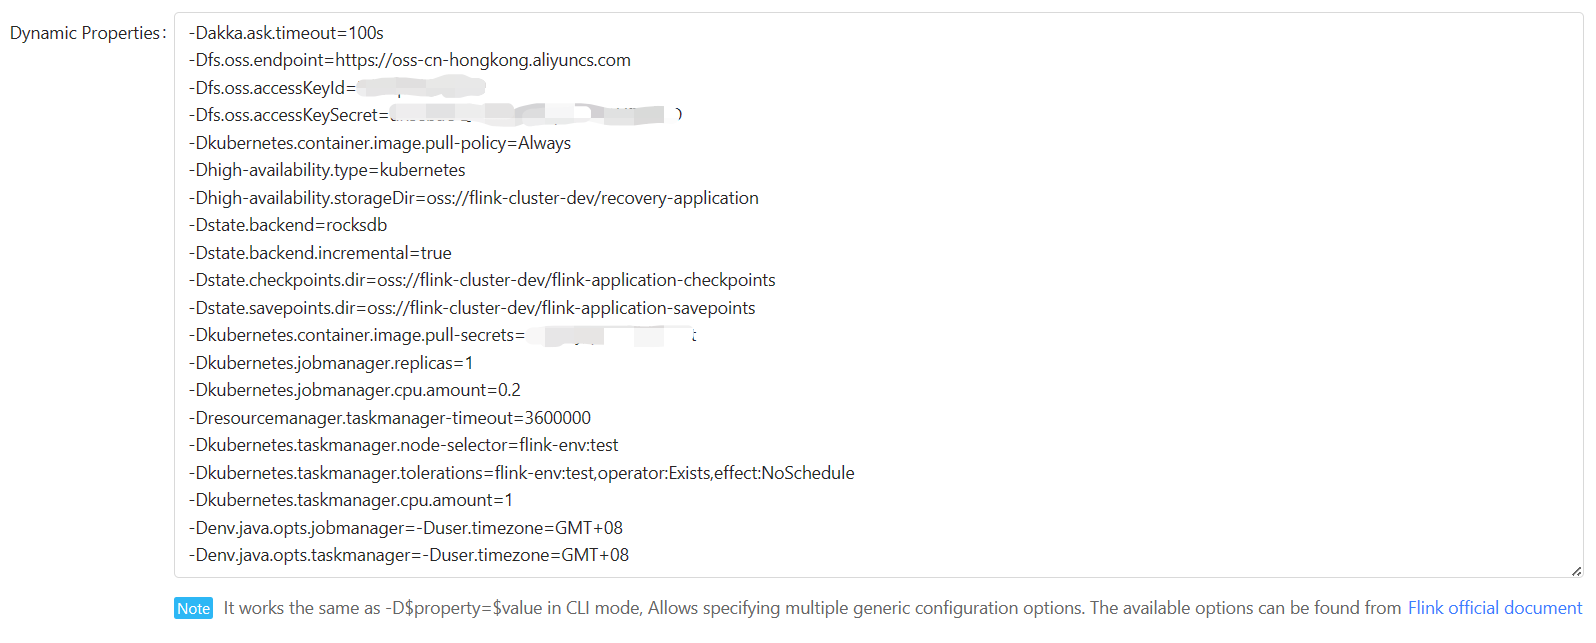 Dynamic Properties:
-Dakka.ask.timeout=100s
-Dfs.oss.endpoint=https://oss-cn-hongkong.aliyuncs.com
-Dfs.oss.accessKeyId=
-Dfs.oss.accessKeySecret=
-Dkubernetes.container.image.pull-policy=Always
-Dhigh-availability.type=kubernetes
-Dhigh-availability.storageDir=oss://flink-cluster-dev/recovery-application
-Dstate.backend=rocksdb
-Dstate.backend.incremental=true
-Dstate.checkpoints.dir=oss://flink-cluster-dev/flink-application-checkpoints
-Dstate.savepoints.dir=oss://flink-cluster-dev/flink-application-savepoints
-Dkubernetes.container.image.pull-secrets=
-Dkubernetes.jobmanager.replicas=1
-Dkubernetes.jobmanager.cpu.amount=0.2
-Dresourcemanager.taskmanager-timeout=3600000
-Dkubernetes.taskmanager.node-selector=flink-env:test
-Dkubernetes.taskmanager.tolerations=flink-env:test,operator:Exists,effect:NoSchedule
-Dkubernetes.taskmanager.cpu.amount=1
-Denv.java.opts.jobmanager=-Duser.timezone=GMT+08
-Denv.java.opts.taskmanager=-Duser.timezone=GMT+08
Note It works the same as -D$property=$value in CLI mode, Allows specifying multiple generic configuration options. The available options can be found from Flink official document